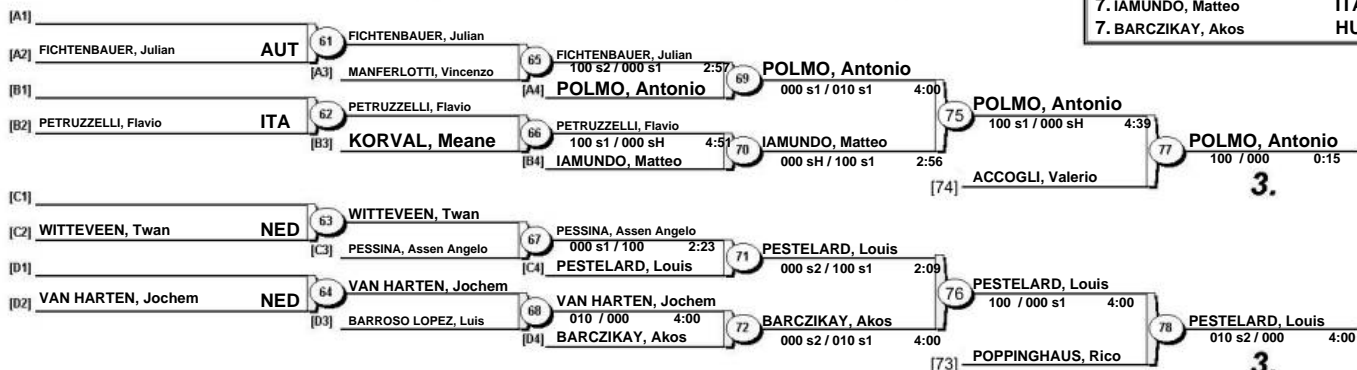 7. IAMUNDO, Matteo ITA
7. BARCZIKAY, Akos HU
[A1]
[A2] FICHTENBAUER, Julian AUT
61
FICHTENBAUER, Julian
[A3] MANFERLOTTI, Vincenzo
65
FICHTENBAUER, Julian
100 s2 / 000 s1 2:57
[A4] POLMO, Antonio
69
POLMO, Antonio
000 s1 / 010 s1 4:00
[B1]
[B2] PETRUZZELLI, Flavio ITA
62
PETRUZZELLI, Flavio
[B3] KORVAL, Meane
66
PETRUZZELLI, Flavio
100 s1 / 000 sH 4:51
[B4] IAMUNDO, Matteo
70
IAMUNDO, Matteo
000 sH / 100 s1 2:56
75
POLMO, Antonio
100 s1 / 000 sH 4:39
[74] ACCOGLI, Valerio
77
POLMO, Antonio
100 / 000 0:15
3.
[C1]
[C2] WITTEVEEN, Twan NED
63
WITTEVEEN, Twan
[C3] PESSINA, Assen Angelo
67
PESSINA, Assen Angelo
000 s1 / 100 2:23
[C4] PESTELARD, Louis
71
PESTELARD, Louis
000 s2 / 100 s1 2:09
[D1]
[D2] VAN HARTEN, Jochem NED
64
VAN HARTEN, Jochem
[D3] BARROSO LOPEZ, Luis
68
VAN HARTEN, Jochem
010 / 000 4:00
[D4] BARCZIKAY, Akos
72
BARCZIKAY, Akos
000 s2 / 010 s1 4:00
76
PESTELARD, Louis
100 / 000 s1 4:00
[73] POPPINGHAUS, Rico
78
PESTELARD, Louis
010 s2 / 000 4:00
3.